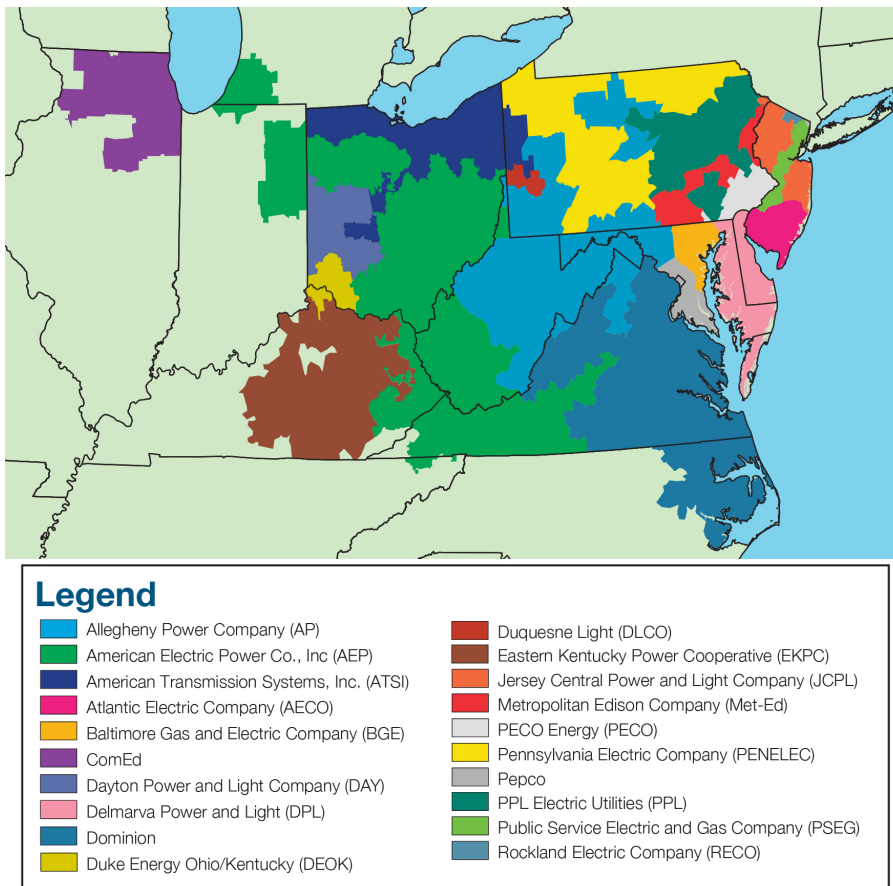 Legend
Allegheny Power Company (AP)
American Electric Power Co., Inc (AEP)
American Transmission Systems, Inc. (ATSI)
Atlantic Electric Company (AECO)
Baltimore Gas and Electric Company (BGE)
ComEd
Dayton Power and Light Company (DAY)
Delmarva Power and Light (DPL)
Dominion
Duke Energy Ohio/Kentucky (DEOK)
Duquesne Light (DLCO)
Eastern Kentucky Power Cooperative (EKPC)
Jersey Central Power and Light Company (JCPL)
Metropolitan Edison Company (Met-Ed)
PECO Energy (PECO)
Pennsylvania Electric Company (PENELEC)
Pepco
PPL Electric Utilities (PPL)
Public Service Electric and Gas Company (PSEG)
Rockland Electric Company (RECO)